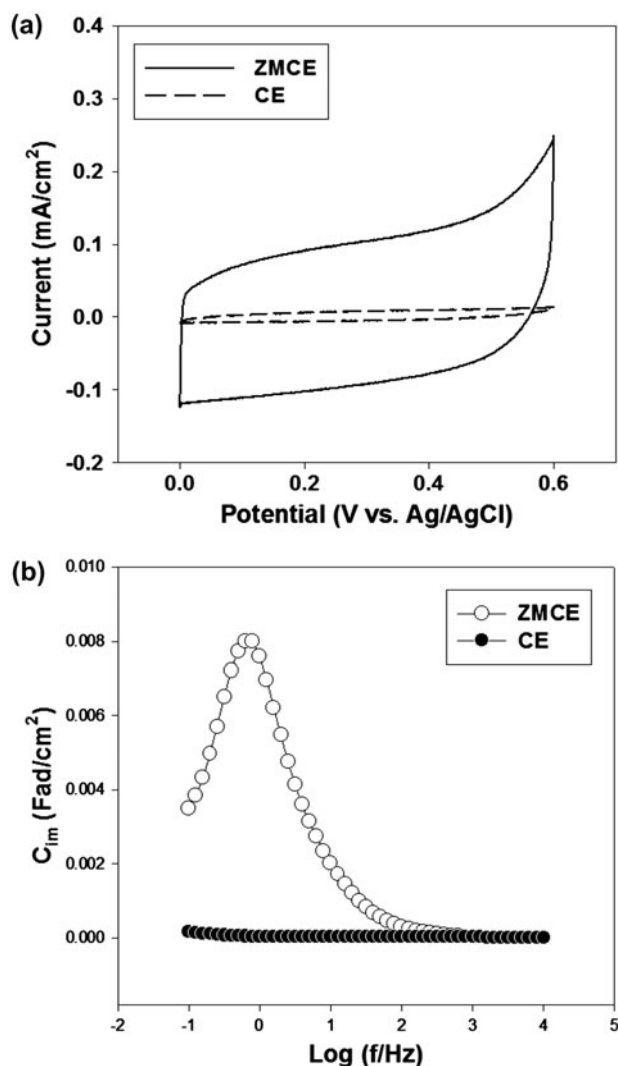 (a)
0.4
0.3
0.2
0.1
0.0
-0.1
-0.2
Current (mA/cm²)
ZMCE
CE
0.0 0.2 0.4 0.6
Potential (V vs. Ag/AgCl)
(b)
0.010
0.008
0.006
0.004
0.002
0.000
C_im (Fad/cm²)
ZMCE
CE
-2 -1 0 1 2 3 4 5
Log (f/Hz)